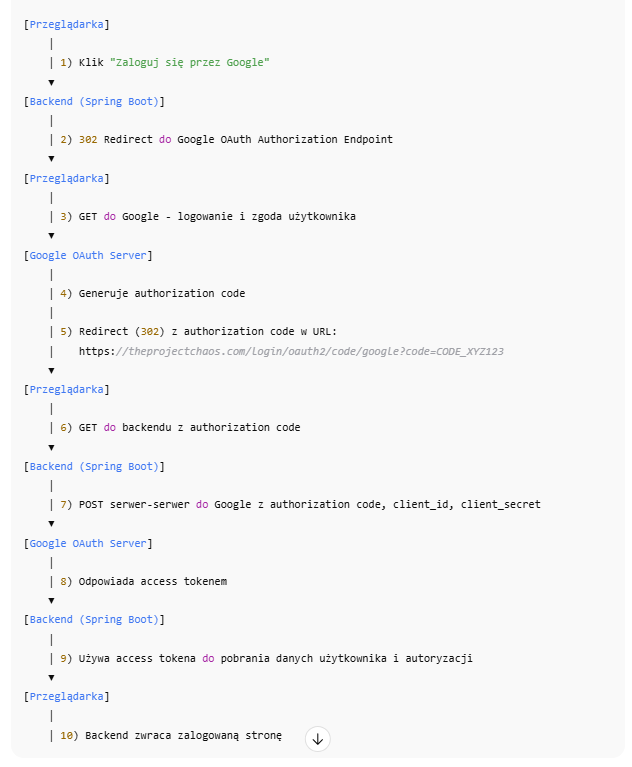 [Przeglądarka]
|
| 1) Klik "Zaloguj się przez Google"
▼
[Backend (Spring Boot)]
|
| 2) 302 Redirect do Google OAuth Authorization Endpoint
▼
[Przeglądarka]
|
| 3) GET do Google - logowanie i zgoda użytkownika
▼
[Google OAuth Server]
|
| 4) Generuje authorization code
|
| 5) Redirect (302) z authorization code w URL:
| https://theprojectchaos.com/login/oauth2/code/google?code=CODE_XYZ123
▼
[Przeglądarka]
|
| 6) GET do backendu z authorization code
▼
[Backend (Spring Boot)]
|
| 7) POST serwer-serwer do Google z authorization code, client_id, client_secret
▼
[Google OAuth Server]
|
| 8) Odpowiada access tokenem
▼
[Backend (Spring Boot)]
|
| 9) Używa access tokena do pobrania danych użytkownika i autoryzacji
▼
[Przeglądarka]
|
| 10) Backend zwraca zalogowaną stronę